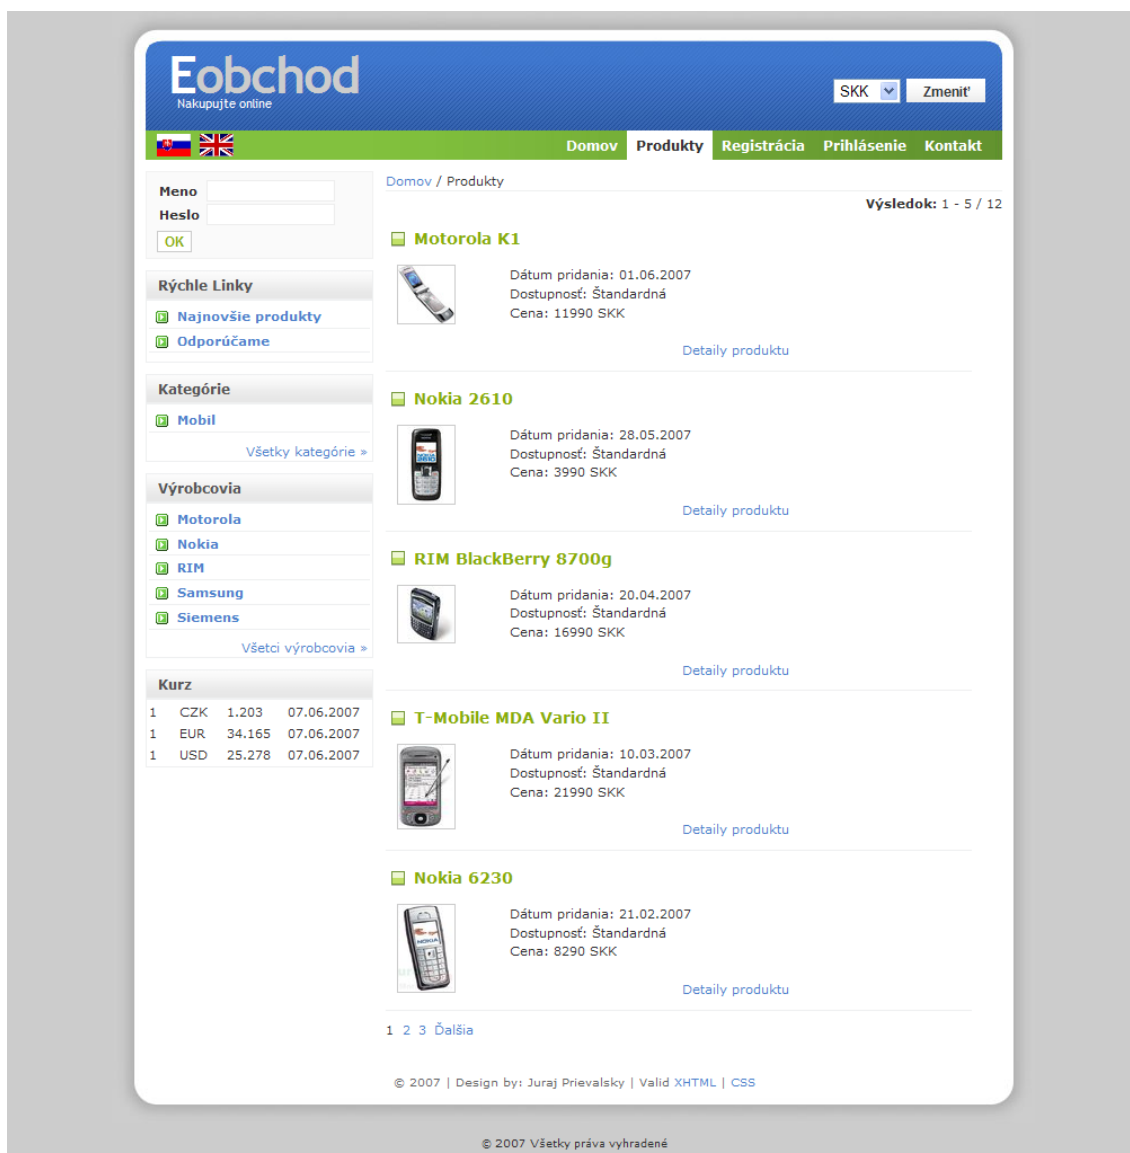 Eobchod
Nakupujte online
SKK
Zmeniť
Domov Produkty Registrácia Prihlásenie Kontakt
Meno
Heslo
OK
Rýchle Linky
Najnovšie produkty
Odporúčame
Kategórie
Mobil
Všetky kategórie »
Výrobcovia
Motorola
Nokia
RIM
Samsung
Siemens
Všetci výrobcovia »
Kurz
1 CZK 1.203 07.06.2007
1 EUR 34.165 07.06.2007
1 USD 25.278 07.06.2007
Domov / Produkty
Výsledok: 1 - 5 / 12
Motorola K1
Dátum pridania: 01.06.2007
Dostupnosť: Štandardná
Cena: 11990 SKK
Detaily produktu
Nokia 2610
Dátum pridania: 28.05.2007
Dostupnosť: Štandardná
Cena: 3990 SKK
Detaily produktu
RIM BlackBerry 8700g
Dátum pridania: 20.04.2007
Dostupnosť: Štandardná
Cena: 16990 SKK
Detaily produktu
T-Mobile MDA Vario II
Dátum pridania: 10.03.2007
Dostupnosť: Štandardná
Cena: 21990 SKK
Detaily produktu
Nokia 6230
Dátum pridania: 21.02.2007
Dostupnosť: Štandardná
Cena: 8290 SKK
Detaily produktu
1 2 3 Ďalšia
© 2007 | Design by: Juraj Prievalsky | Valid XHTML | CSS
© 2007 Všetky práva vyhradené